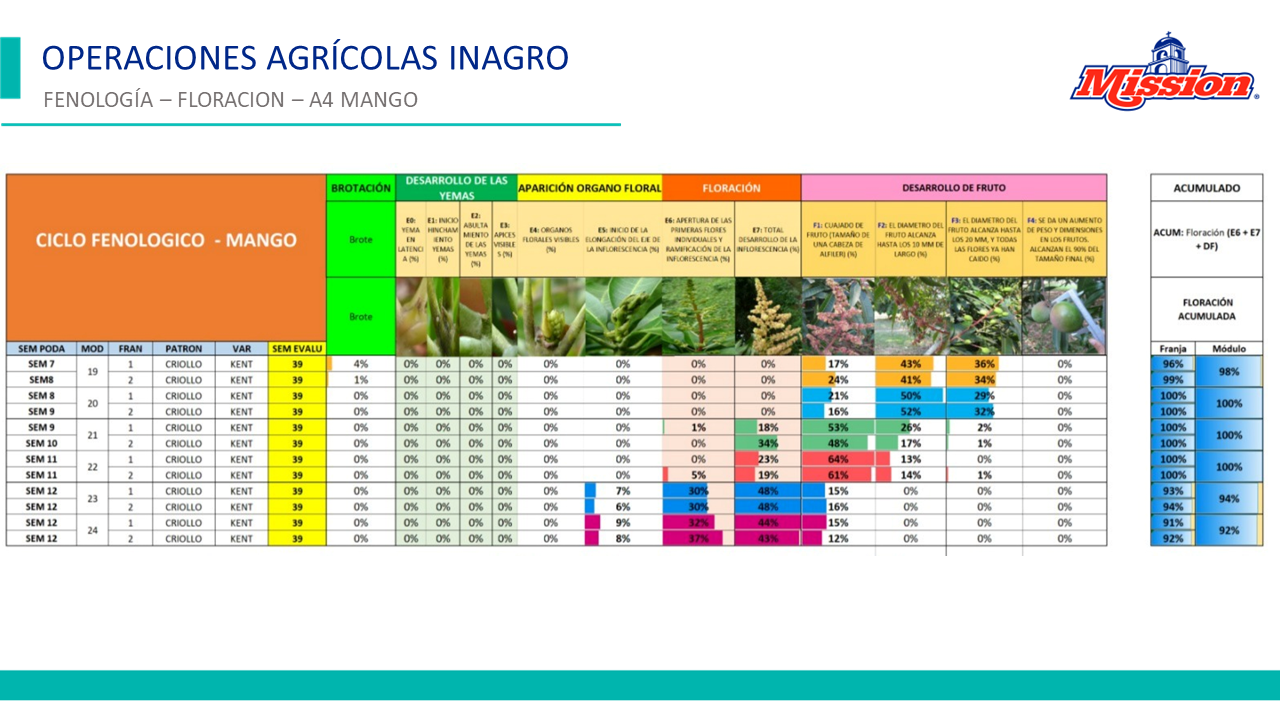 OPERACIONES AGRÍCOLAS INAGRO
FENOLOGÍA – FLORACION – A4 MANGO
Mission®
CICLO FENOLOGICO - MANGO
BROTACIÓN
DESARROLLO DE LAS
YEMAS
APARICIÓN ORGANO FLORAL
FLORACIÓN
DESARROLLO DE FRUTO
ACUMULADO
Brote
E0:
YEMA
EN
LATENCI
A (%)
E1: INICIO
HINCHAM
IENTO
YEMAS
(%)
E2:
ABULTA
MIENTO
DE LAS
YEMAS
(%)
E3:
APICES
VISIBLE
S (%)
E4: ORGANOS
FLORALES VISIBLES
(%)
E5: INICIO DE LA
ELONGACIÓN DEL EJE DE
LA INFLORESCENCIA (%)
E6: APERTURA DE LAS
PRIMERAS FLORES
INDIVIDUALES Y
RAMIFICACIÓN DE LA
INFLORESCENCIA (%)
E7: TOTAL
DESARROLLO DE LA
INFLORESCENCIA (%)
F1: CUAJADO DE
FRUTO (TAMAÑO DE
UNA CABEZA DE
ALFILER) (%)
F2: EL DIAMETRO DEL
FRUTO ALCANZA
HASTA LOS 10 MM DE
LARGO (%)
F3: EL DIAMETRO DEL
FRUTO ALCANZA HASTA
LOS 20 MM, Y TODAS
LAS FLORES YA HAN
CAIDO (%)
F4: SE DA UN AUMENTO
DE PESO Y DIMENSIONES
EN LOS FRUTOS.
ALCANZAN EL 90% DEL
TAMAÑO FINAL (%)
ACUM: Floración (E6 + E7
+ DF)
Brote
FLORACIÓN
ACUMULADA
SEM PODA MOD FRAN PATRON VAR SEM EVALU Franja Módulo
SEM 7 19 1 CRIOLLO KENT 39 4% 0% 0% 0% 0% 0% 0% 0% 0% 17% 43% 36% 0% 96% 98%
SEM8 2 CRIOLLO KENT 39 1% 0% 0% 0% 0% 0% 0% 0% 0% 24% 41% 34% 0% 99%
SEM 8 20 1 CRIOLLO KENT 39 0% 0% 0% 0% 0% 0% 0% 0% 0% 21% 50% 29% 0% 100% 100%
SEM 9 2 CRIOLLO KENT 39 0% 0% 0% 0% 0% 0% 0% 0% 0% 16% 52% 32% 0% 100%
SEM 9 21 1 CRIOLLO KENT 39 0% 0% 0% 0% 0% 0% 0% 1% 18% 53% 26% 2% 0% 100% 100%
SEM 10 2 CRIOLLO KENT 39 0% 0% 0% 0% 0% 0% 0% 0% 34% 48% 17% 1% 0% 100%
SEM 11 22 1 CRIOLLO KENT 39 0% 0% 0% 0% 0% 0% 0% 0% 23% 64% 13% 0% 0% 100% 100%
SEM 11 2 CRIOLLO KENT 39 0% 0% 0% 0% 0% 0% 0% 5% 19% 61% 14% 1% 0% 100%
SEM 12 23 1 CRIOLLO KENT 39 0% 0% 0% 0% 0% 0% 7% 30% 48% 15% 0% 0% 0% 93% 94%
SEM 12 2 CRIOLLO KENT 39 0% 0% 0% 0% 0% 0% 6% 30% 48% 16% 0% 0% 0% 94%
SEM 12 24 1 CRIOLLO KENT 39 0% 0% 0% 0% 0% 0% 9% 32% 44% 15% 0% 0% 0% 91% 92%
SEM 12 2 CRIOLLO KENT 39 0% 0% 0% 0% 0% 0% 8% 37% 43% 12% 0% 0% 0% 92%